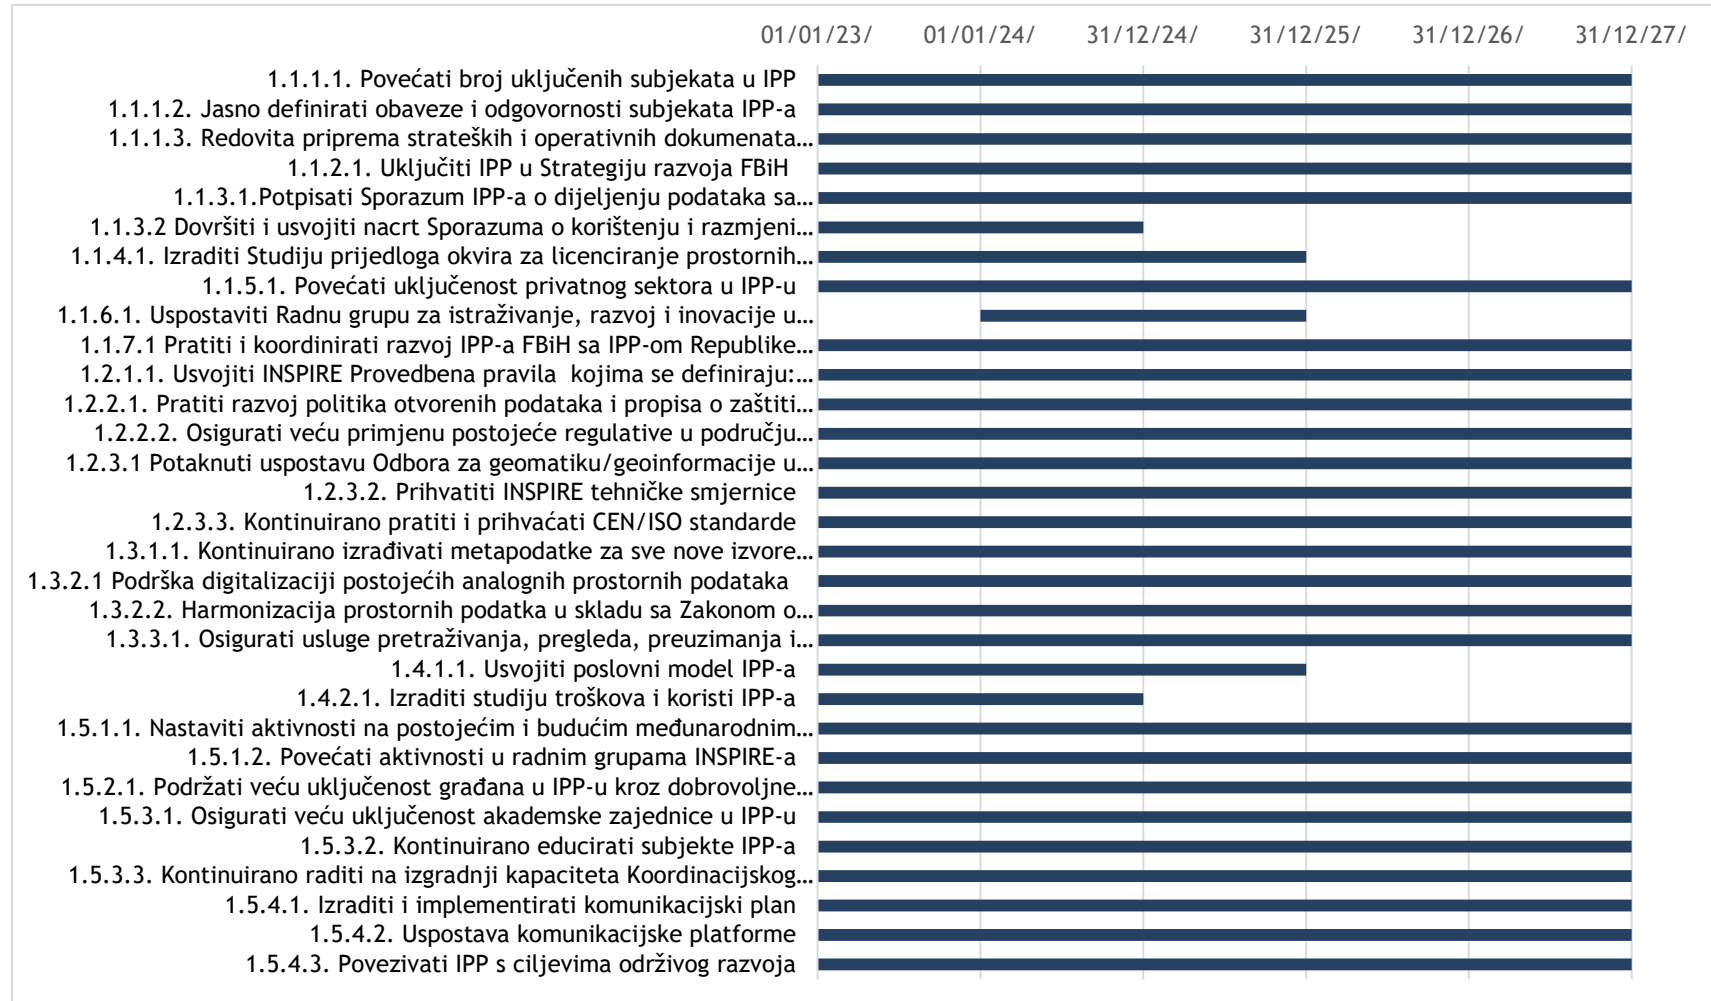 01/01/23/ 01/01/24/ 31/12/24/ 31/12/25/ 31/12/26/ 31/12/27/
1.1.1.1. Povećati broj uključenih subjekata u IPP
1.1.1.2. Jasno definirati obaveze i odgovornosti subjekata IPP-a
1.1.1.3. Redovita priprema strateških i operativnih dokumenata…
1.1.2.1. Uključiti IPP u Strategiju razvoja FBiH
1.1.3.1.Potpisati Sporazum IPP-a o dijeljenju podataka sa…
1.1.3.2 Dovršiti i usvojiti nacrt Sporazuma o korištenju i razmjeni…
1.1.4.1. Izraditi Studiju prijedloga okvira za licenciranje prostornih…
1.1.5.1. Povećati uključenost privatnog sektora u IPP-u
1.1.6.1. Uspostaviti Radnu grupu za istraživanje, razvoj i inovacije u…
1.1.7.1 Pratiti i koordinirati razvoj IPP-a FBiH sa IPP-om Republike…
1.2.1.1. Usvojiti INSPIRE Provedbena pravila  kojima se definiraju:…
1.2.2.1. Pratiti razvoj politika otvorenih podataka i propisa o zaštiti…
1.2.2.2. Osigurati veću primjenu postojeće regulative u području…
1.2.3.1 Potaknuti uspostavu Odbora za geomatiku/geoinformacije u…
1.2.3.2. Prihvatiti INSPIRE tehničke smjernice
1.2.3.3. Kontinuirano pratiti i prihvaćati CEN/ISO standarde
1.3.1.1. Kontinuirano izrađivati metapodatke za sve nove izvore…
1.3.2.1 Podrška digitalizaciji postojećih analognih prostornih podataka
1.3.2.2. Harmonizacija prostornih podatka u skladu sa Zakonom o…
1.3.3.1. Osigurati usluge pretraživanja, pregleda, preuzimanja i…
1.4.1.1. Usvojiti poslovni model IPP-a
1.4.2.1. Izraditi studiju troškova i koristi IPP-a
1.5.1.1. Nastaviti aktivnosti na postojećim i budućim međunarodnim…
1.5.1.2. Povećati aktivnosti u radnim grupama INSPIRE-a
1.5.2.1. Podržati veću uključenost građana u IPP-u kroz dobrovoljne…
1.5.3.1. Osigurati veću uključenost akademske zajednice u IPP-u
1.5.3.2. Kontinuirano educirati subjekte IPP-a
1.5.3.3. Kontinuirano raditi na izgradnji kapaciteta Koordinacijskog…
1.5.4.1. Izraditi i implementirati komunikacijski plan
1.5.4.2. Uspostava komunikacijske platforme
1.5.4.3. Povezivati IPP s ciljevima održivog razvoja